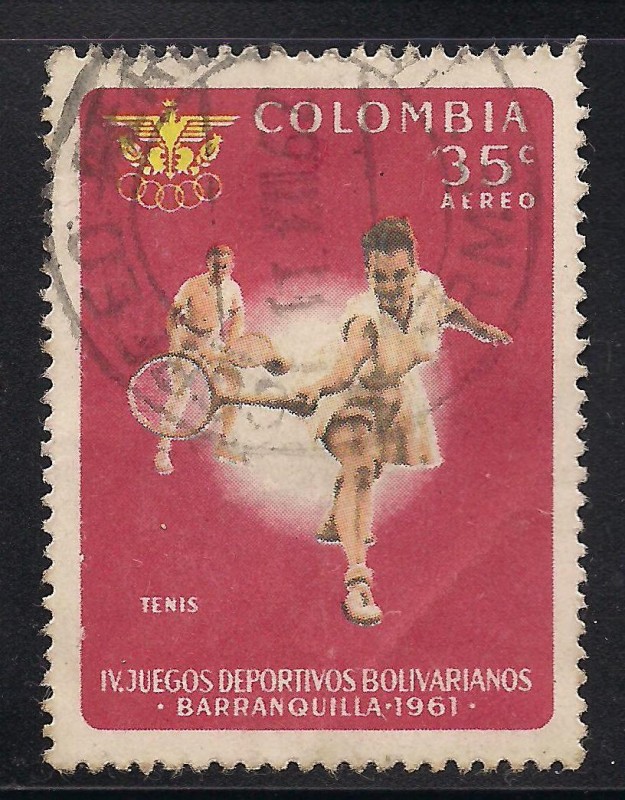 COLOMBIA
35c
AEREO
TENIS
IV. JUEGOS DEPORTIVOS BOLIVARIANOS
· BARRANQUILLA · 1961 ·